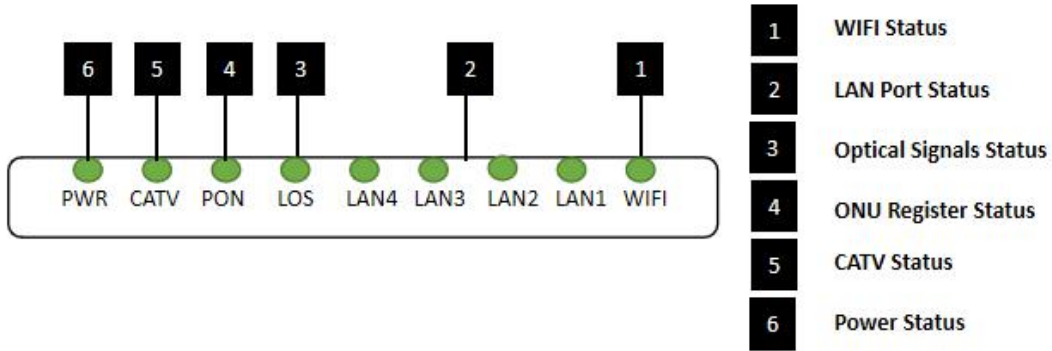 6 5 4 3 2 1
PWR CATV PON LOS LAN4 LAN3 LAN2 LAN1 WIFI
1 WIFI Status
2 LAN Port Status
3 Optical Signals Status
4 ONU Register Status
5 CATV Status
6 Power Status